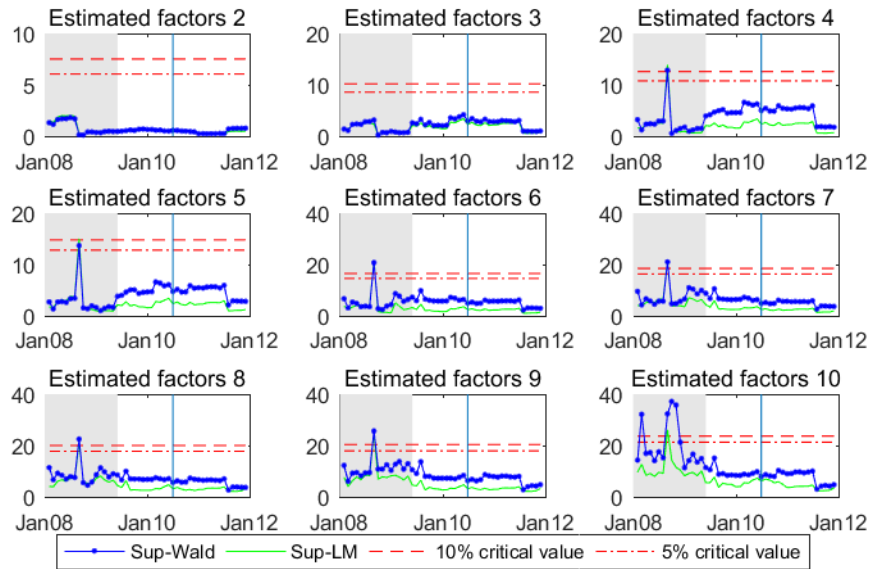 Estimated factors 2
10
5
0
Jan08 Jan10 Jan12
Estimated factors 3
20
10
0
Jan08 Jan10 Jan12
Estimated factors 4
20
10
0
Jan08 Jan10 Jan12
Estimated factors 5
20
10
0
Jan08 Jan10 Jan12
Estimated factors 6
40
20
0
Jan08 Jan10 Jan12
Estimated factors 7
40
20
0
Jan08 Jan10 Jan12
Estimated factors 8
40
20
0
Jan08 Jan10 Jan12
Estimated factors 9
40
20
0
Jan08 Jan10 Jan12
Estimated factors 10
40
20
0
Jan08 Jan10 Jan12
Sup-Wald Sup-LM 10% critical value 5% critical value